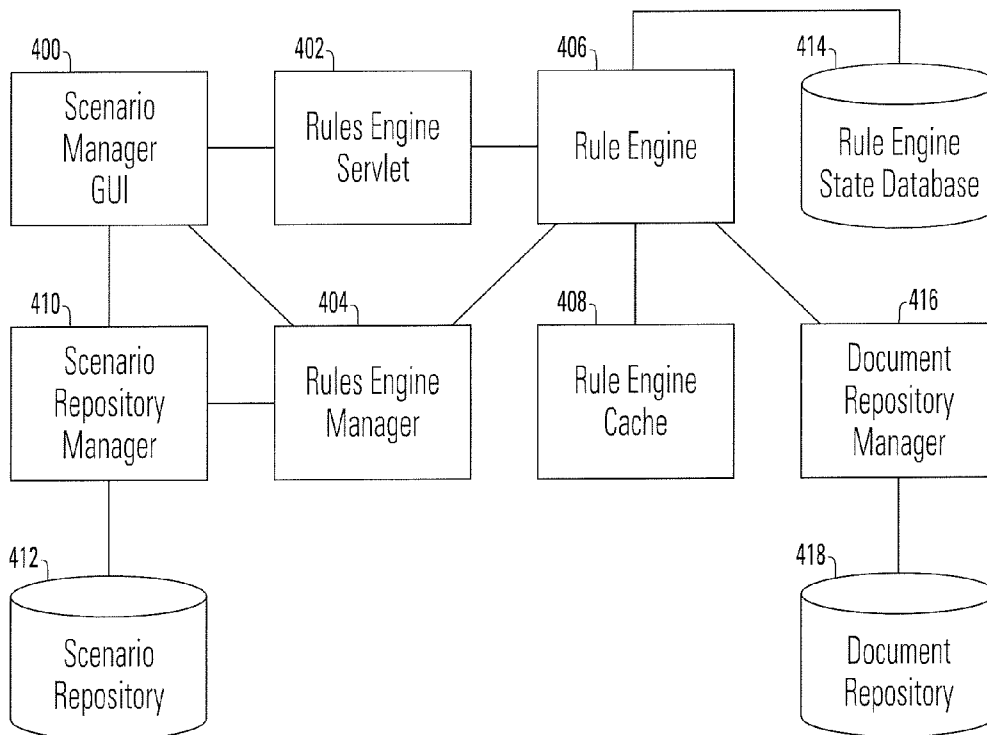 400
Scenario
Manager
GUI
402
Rules Engine
Servlet
406
Rule Engine
414
Rule Engine
State Database
410
Scenario
Repository
Manager
404
Rules Engine
Manager
408
Rule Engine
Cache
416
Document
Repository
Manager
412
Scenario
Repository
418
Document
Repository